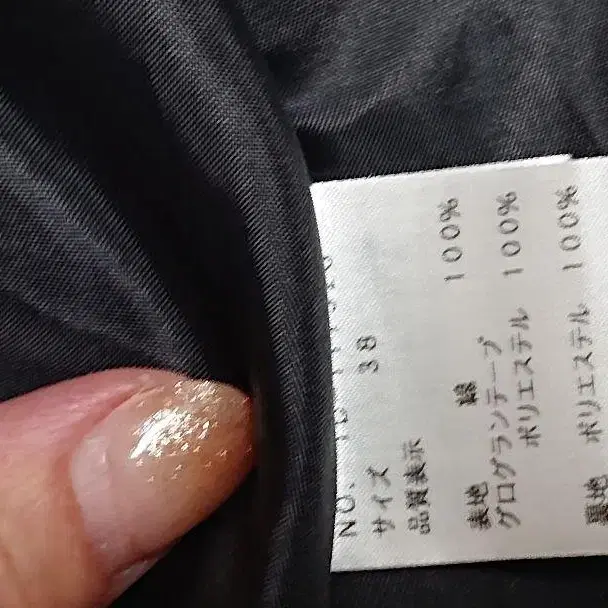 NO.
サイズ 38
品質表示
表地 綿 100%
グログランテープ
ポリエステル 100%
裏地 ポリエステル 100%